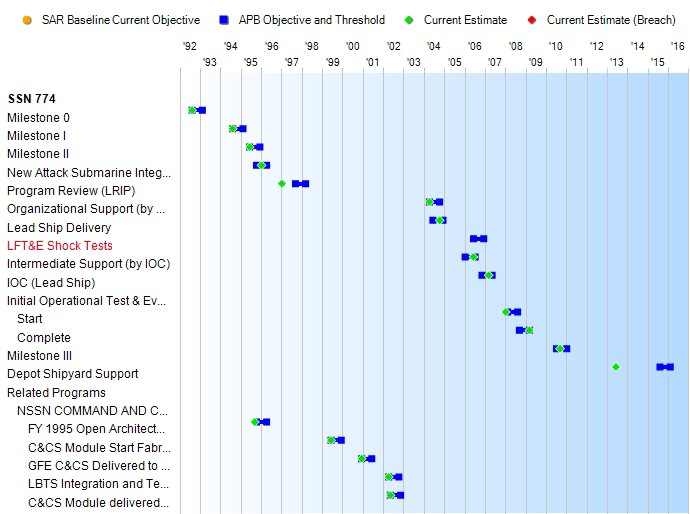 SAR Baseline Current Objective APB Objective and Threshold Current Estimate Current Estimate (Breach)
'92 '94 '96 '98 '00 '02 '04 '06 '08 '10 '12 '14 '16
'93 '95 '97 '99 '01 '03 '05 '07 '09 '11 '13 '15
SSN 774
Milestone 0
Milestone I
Milestone II
New Attack Submarine Integ...
Program Review (LRIP)
Organizational Support (by ...
Lead Ship Delivery
LFT&E Shock Tests
Intermediate Support (by IOC)
IOC (Lead Ship)
Initial Operational Test & Ev...
Start
Complete
Milestone III
Depot Shipyard Support
Related Programs
NSSN COMMAND AND C...
FY 1995 Open Architect...
C&CS Module Start Fabr...
GFE C&CS Delivered to ...
LBTS Integration and Te...
C&CS Module delivered...